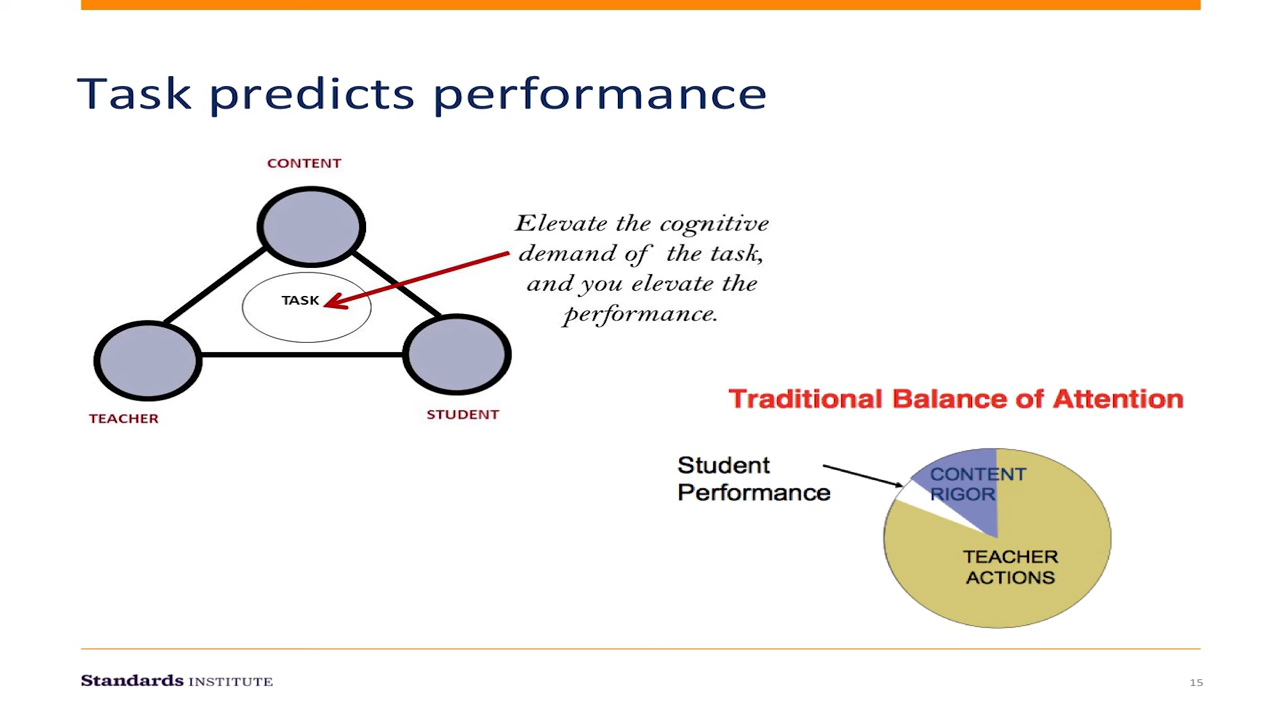 Task predicts performance
CONTENT
Elevate the cognitive
demand of the task,
and you elevate the
performance.
TASK
TEACHER
STUDENT
Traditional Balance of Attention
Student
Performance
CONTENT
RIGOR
TEACHER
ACTIONS
Standards INSTITUTE
15